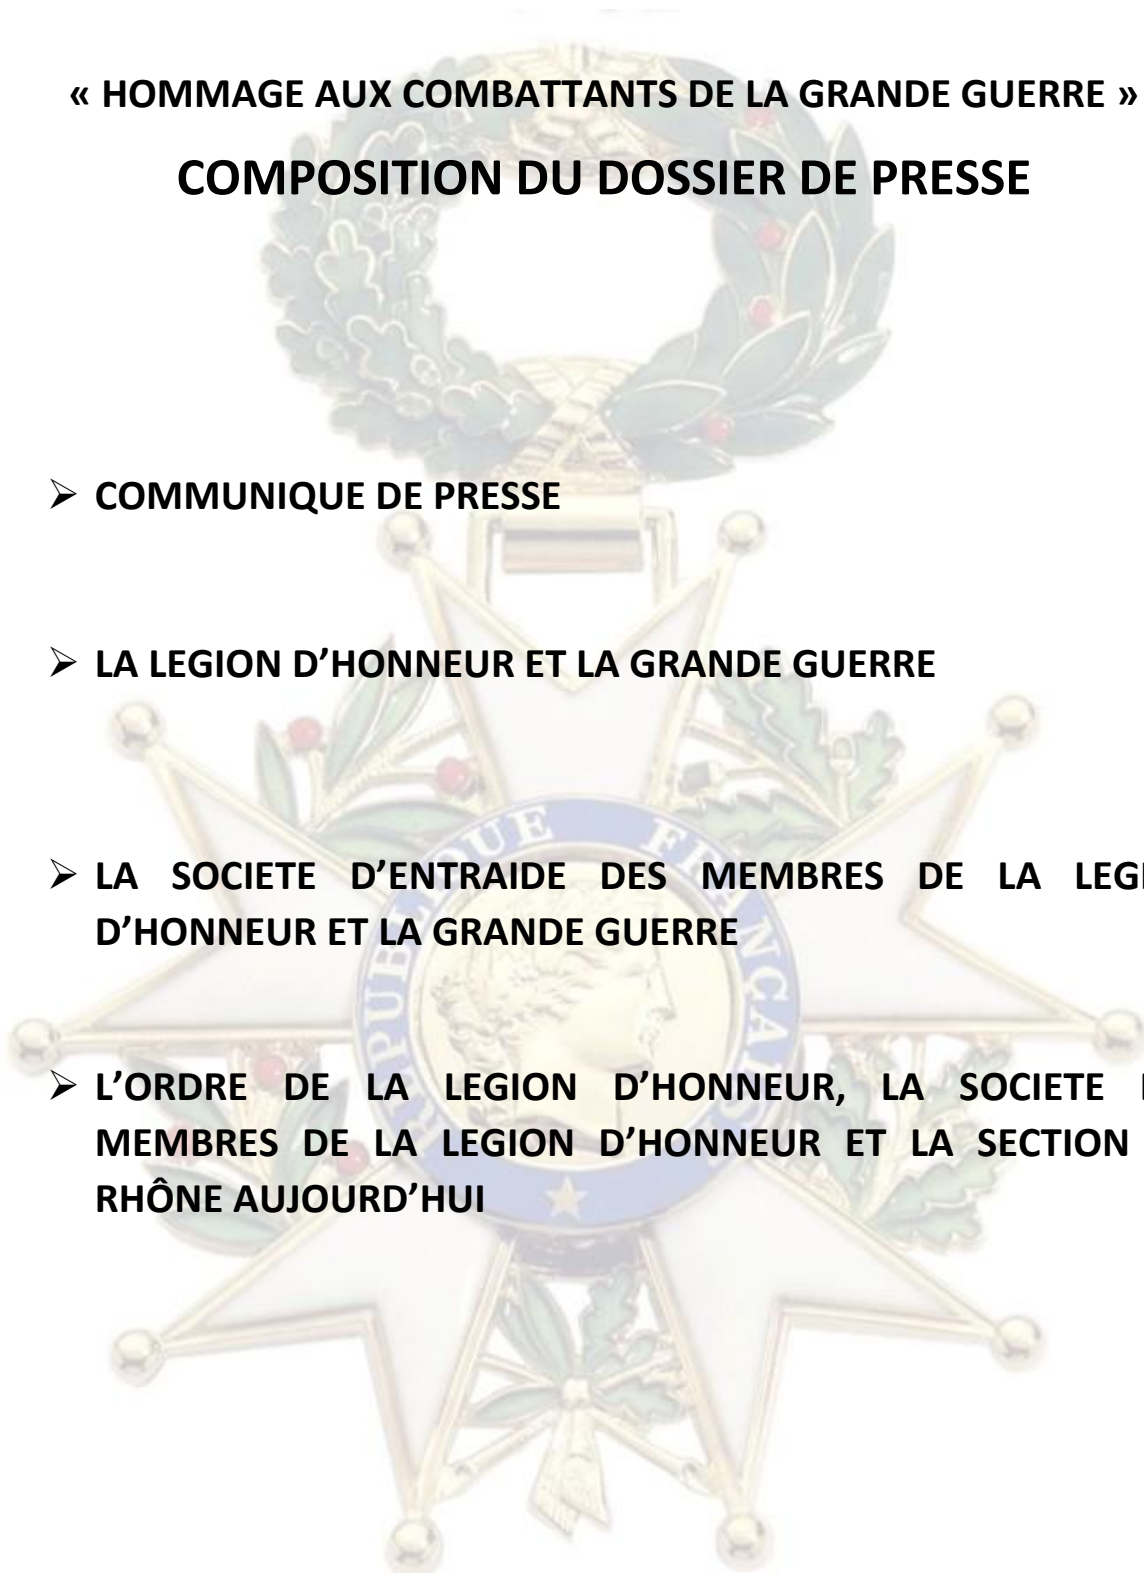 « HOMMAGE AUX COMBATTANTS DE LA GRANDE GUERRE »
COMPOSITION DU DOSSIER DE PRESSE
➢ COMMUNIQUE DE PRESSE
➢ LA LEGION D’HONNEUR ET LA GRANDE GUERRE
➢ LA SOCIETE D’ENTRAIDE DES MEMBRES DE LA
D’HONNEUR ET LA GRANDE GUERRE
➢ L’ORDRE DE LA LEGION D’HONNEUR, LA SOCIETE
MEMBRES DE LA LEGION D’HONNEUR ET LA SECTION
RHÔNE AUJOURD’HUI
REPUBLIQUE FRANÇAISE